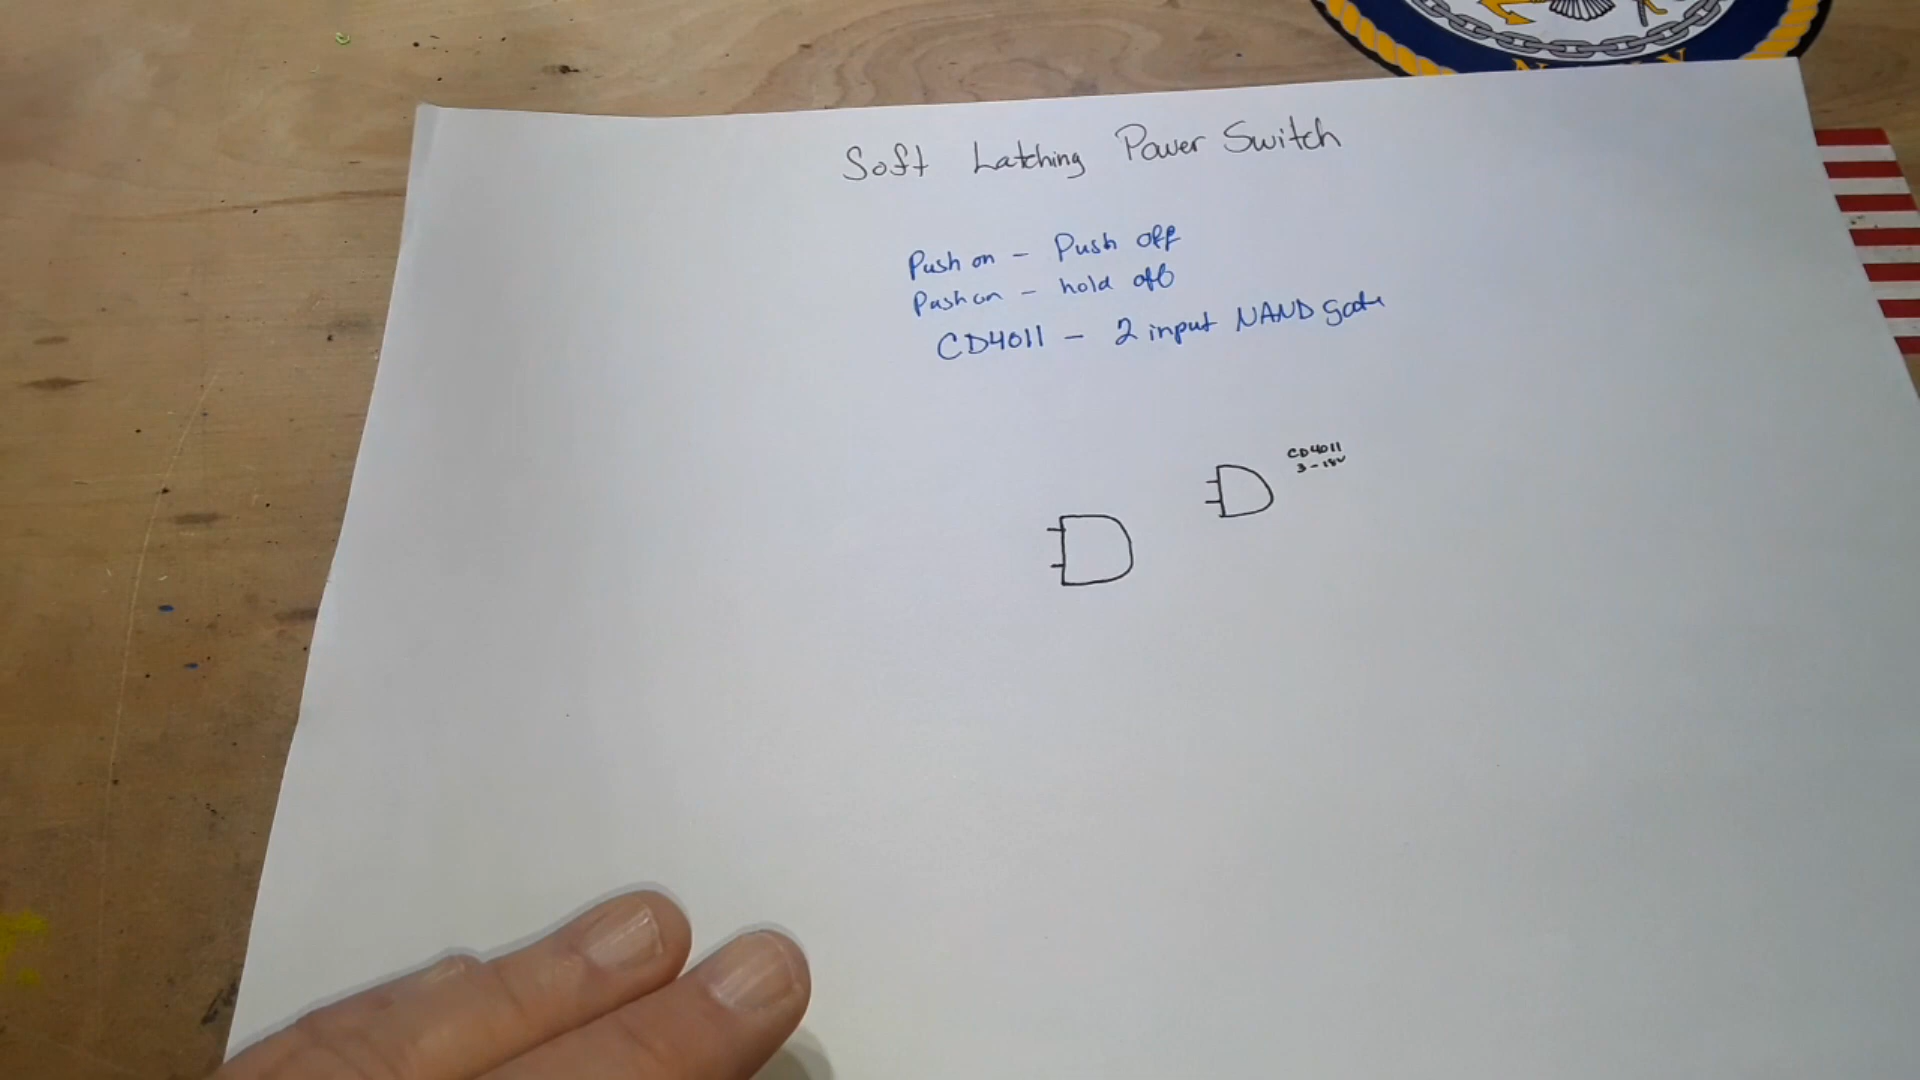 Soft Latching Power Switch
Push on - Push off
Push on - hold off
CD4011 - 2 input NAND gate
CD4011
3-18V